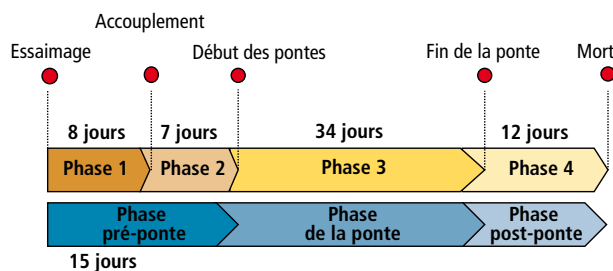 Accouplement
Essaimage
Début des pontes
Fin de la ponte
Mort
8 jours
7 jours
34 jours
12 jours
Phase 1
Phase 2
Phase 3
Phase 4
Phase
pré-ponte
Phase
de la ponte
Phase
post-ponte
15 jours